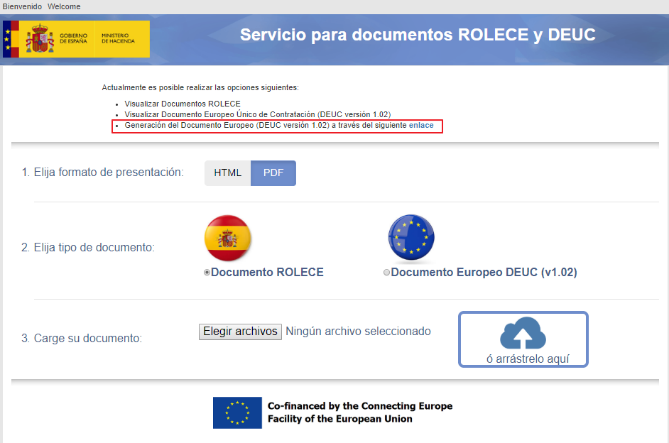 Bienvenido Welcome
GOBIERNO DE ESPAÑA
MINISTERIO DE HACIENDA
Servicio para documentos ROLECE y DEUC
Actualmente es posible realizar las opciones siguientes:
Visualizar Documentos ROLECE
Visualizar Documento Europeo Único de Contratación (DEUC versión 1.02)
Generación del Documento Europeo (DEUC versión 1.02) a través del siguiente enlace
1. Elija formato de presentación: HTML PDF
2. Elija tipo de documento:
Documento ROLECE Documento Europeo DEUC (v1.02)
3. Carge su documento: Elegir archivos Ningún archivo seleccionado
ó arrástrelo aquí
Co-financed by the Connecting Europe
Facility of the European Union